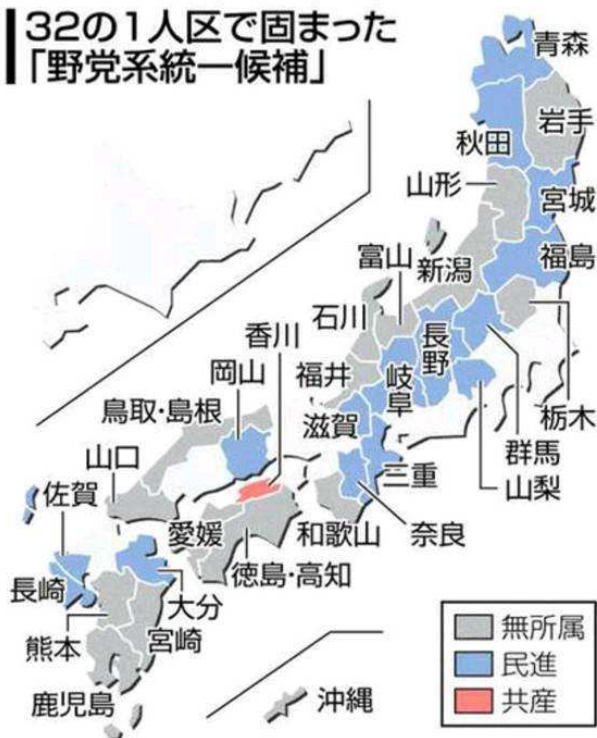 32の1人区で固まった
「野党系統一候補」
青森
岩手
秋田
山形
宮城
富山
新潟
福島
石川
香川
長野
岡山
福井
岐阜
鳥取・島根
滋賀
栃木
群馬
山口
三重
山梨
佐賀
愛媛
和歌山
奈良
徳島・高知
長崎
大分
熊本
宮崎
鹿児島
沖縄
無所属
民進
共産